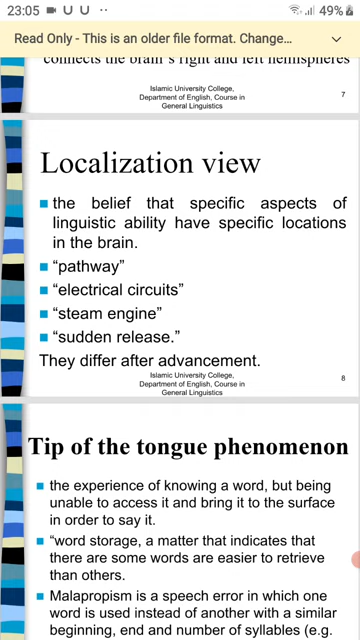 23:05 U U 49%
Read Only - This is an older file format. Change...
connects the brain's right and left hemispheres
Islamic University College,
Department of English, Course in
General Linguistics
7
Localization view
the belief that specific aspects of
linguistic ability have specific locations
in the brain.
“pathway”
“electrical circuits”
“steam engine”
“sudden release.”
They differ after advancement.
Islamic University College,
Department of English, Course in
General Linguistics
8
Tip of the tongue phenomenon
the experience of knowing a word, but being
unable to access it and bring it to the surface
in order to say it.
“word storage, a matter that indicates that
there are some words are easier to retrieve
than others.
Malapropism is a speech error in which one
word is used instead of another with a similar
beginning, end and number of syllables (e.g.